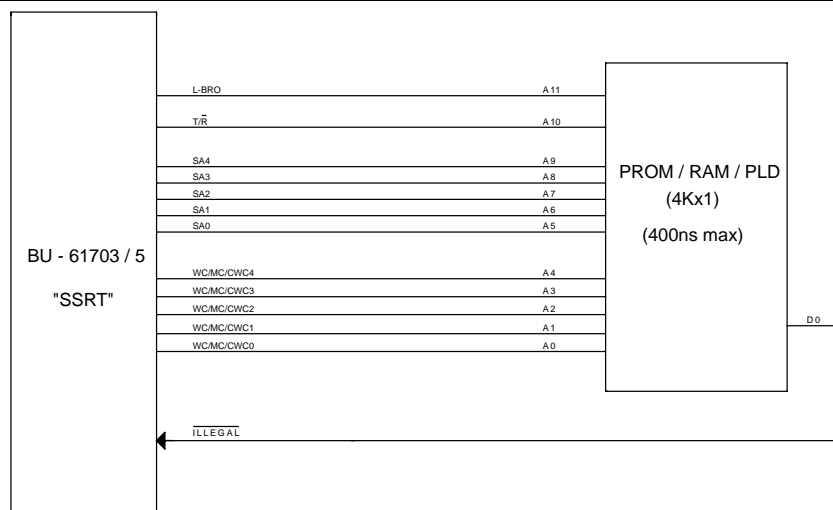 L-BRO A11
T/R̅ A10
SA4 A9
SA3 A8
SA2 A7
SA1 A6
SA0 A5
PROM / RAM / PLD
(4Kx1)
(400ns max)
BU - 61703 / 5
"SSRT"
WC/MC/CWC4 A4
WC/MC/CWC3 A3
WC/MC/CWC2 A2
WC/MC/CWC1 A1
WC/MC/CWC0 A0
D0
I̅L̅L̅E̅G̅A̅L̅